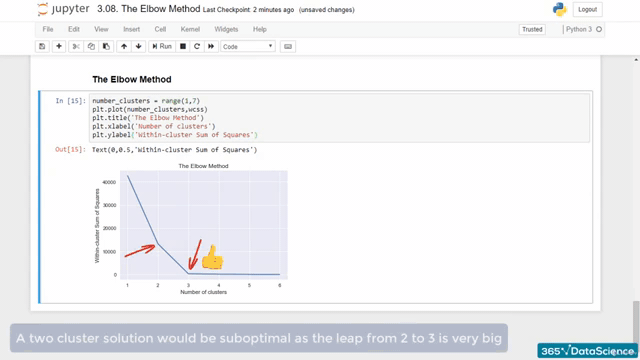 jupyter 3.08. The Elbow Method Last Checkpoint: 2 minutes ago (unsaved changes) Logout
File Edit View Insert Cell Kernel Widgets Help Trusted Python 3
Run Code
The Elbow Method
In [15]: number_clusters = range(1,7)
plt.plot(number_clusters,wcss)
plt.title('The Elbow Method')
plt.xlabel('Number of clusters')
plt.ylabel('Within-cluster Sum of Squares')
Out[15]: Text(0,0.5,'Within-cluster Sum of Squares')
The Elbow Method
Within-cluster Sum of Squares
40000
30000
20000
10000
0
1 2 3 4 5 6
Number of clusters
A two cluster solution would be suboptimal as the leap from 2 to 3 is very big
365 DataScience